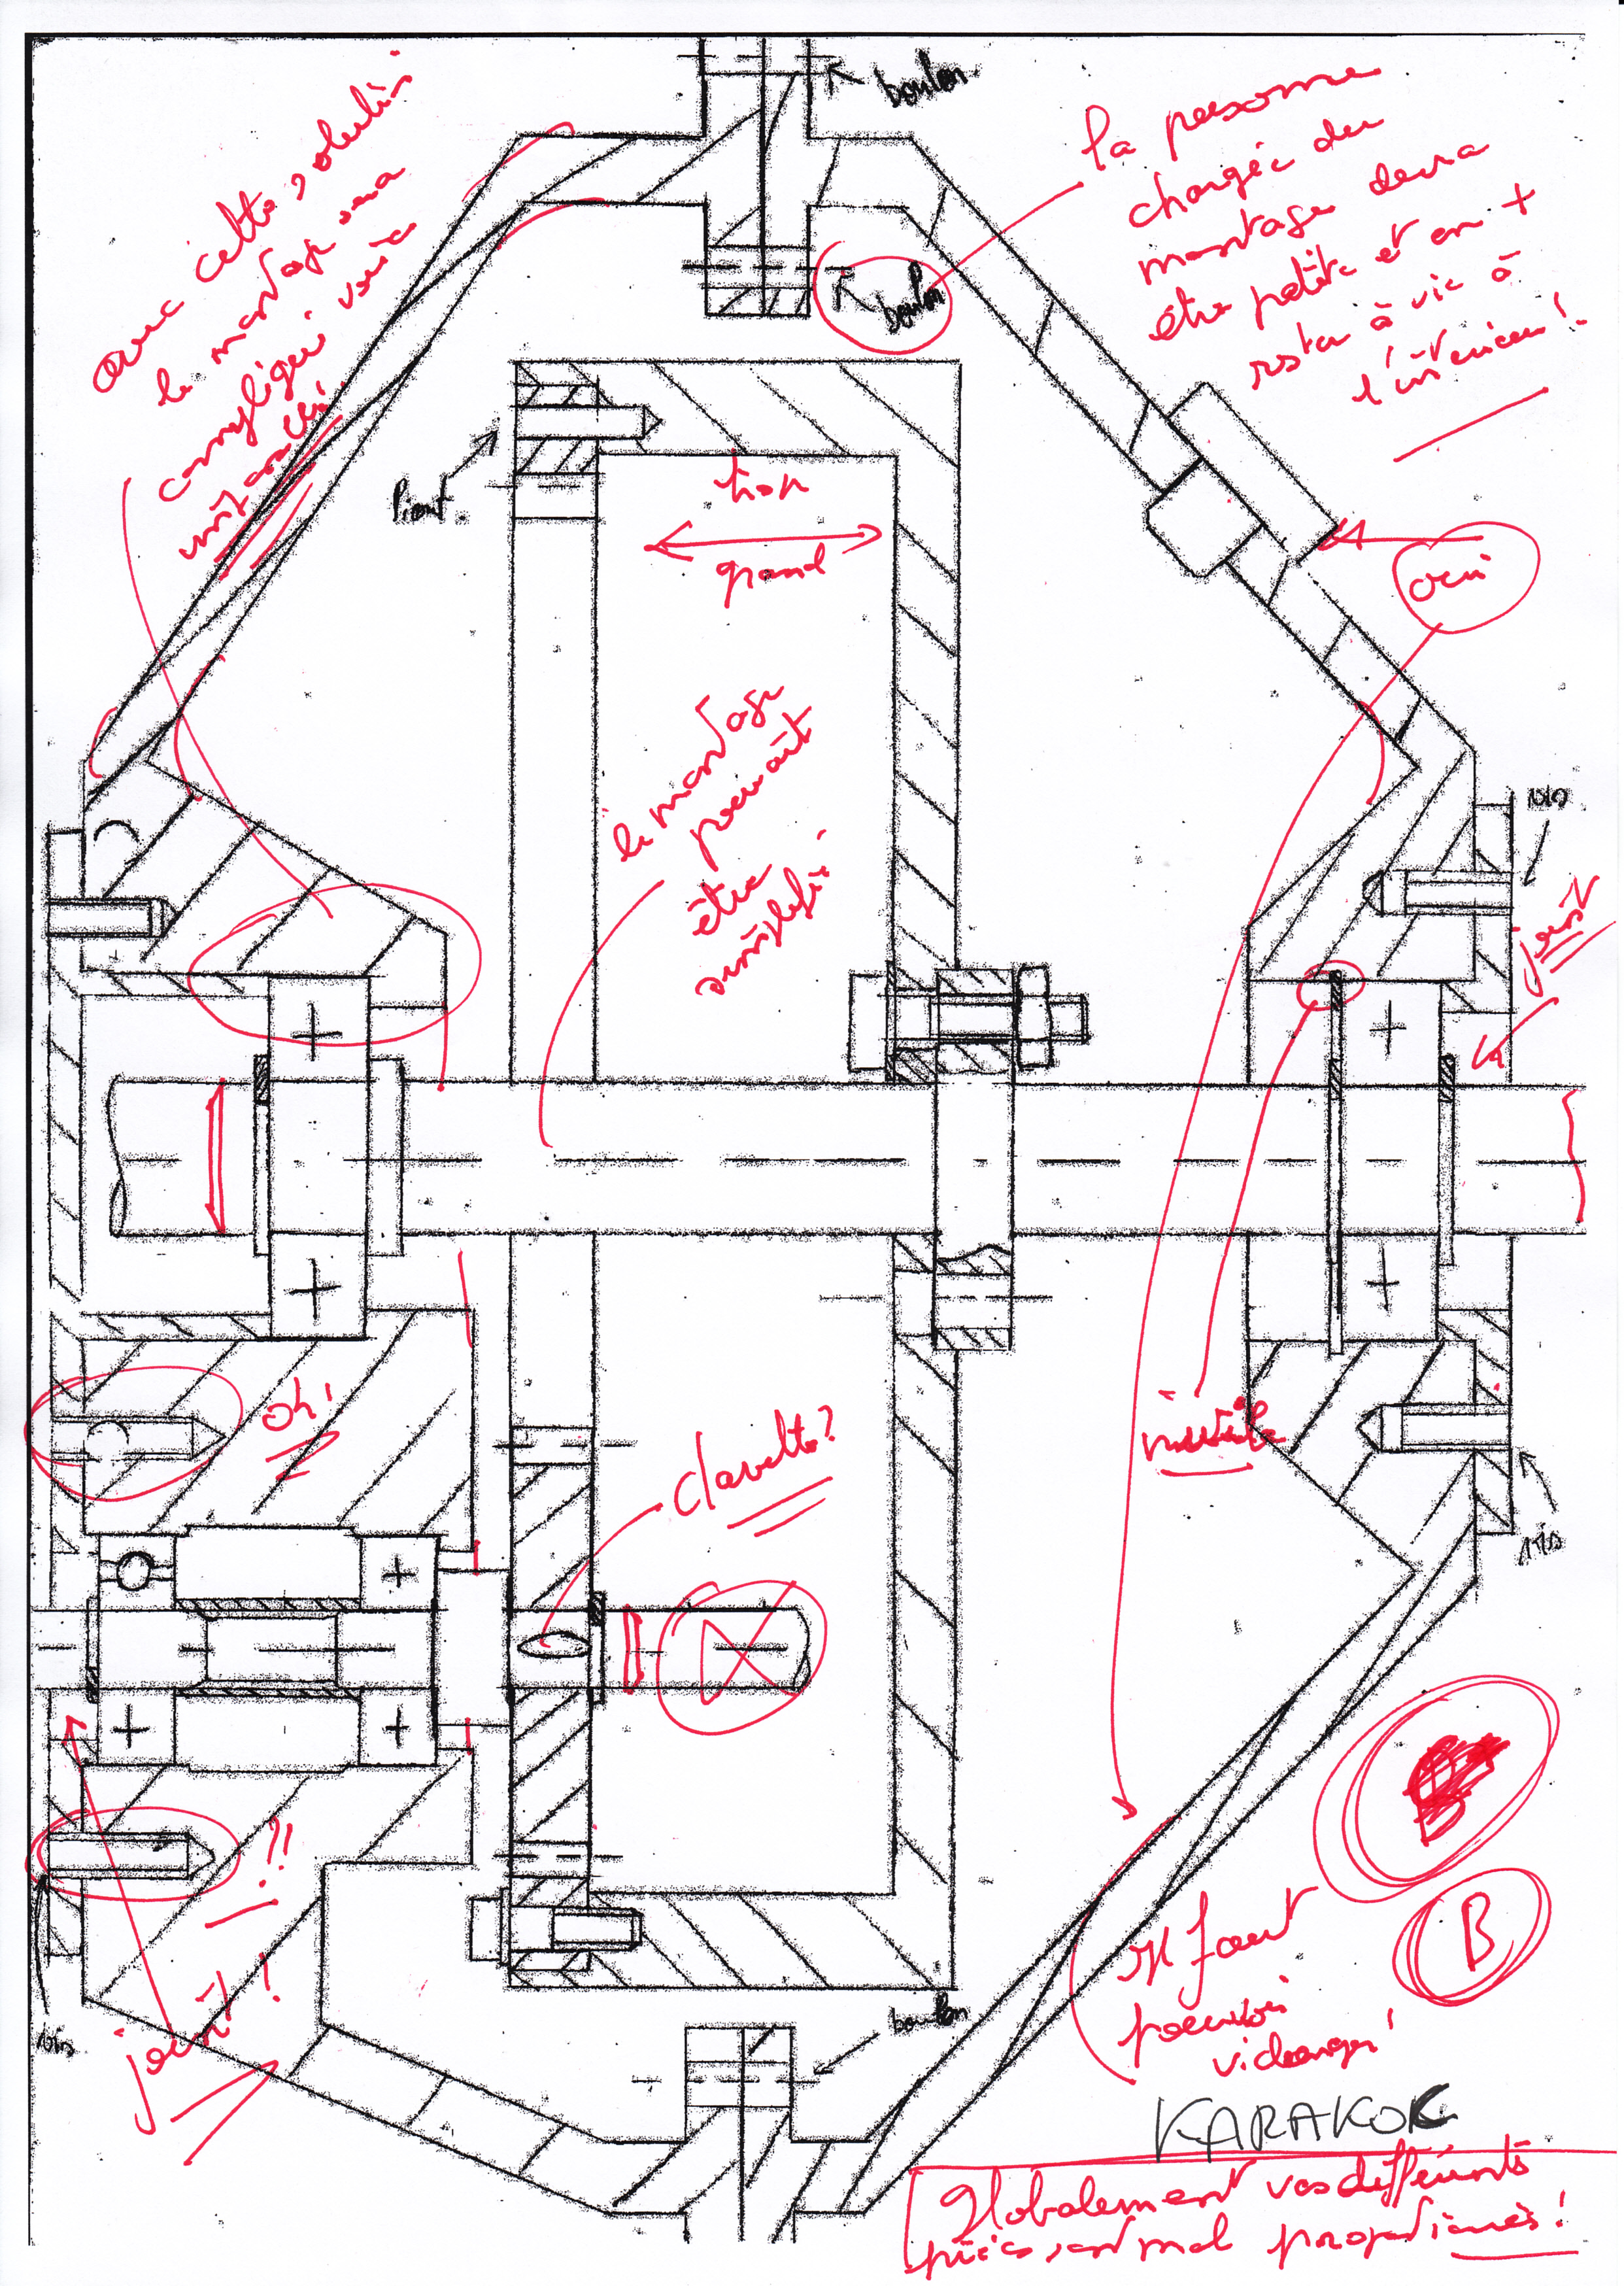 boulon
avec cette solution
le montage sera
compliqué voire
impossible!
la personne
chargée du
montage devra
être petite et en +
rester à vie à
l'intérieur!
boulon
trop
grand
oui
le montage
pourrait
être
simplifié!
vis
joint
OK!
clavette?
inutile
vis
!?
B
B
Il faut
pouvoir
vidanger!
boulon
vis
joint!
KARAKOC
Globalement vos différents
pièces sont mal proportionnés!